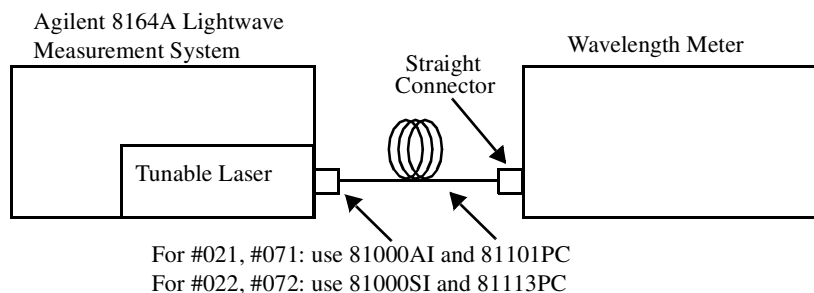 Agilent 8164A Lightwave
Measurement System
Wavelength Meter
Straight
Connector
Tunable Laser
For #021, #071: use 81000AI and 81101PC
For #022, #072: use 81000SI and 81113PC